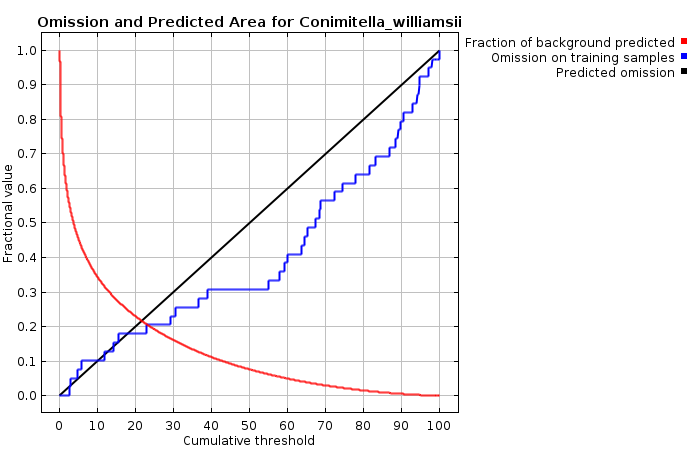 Omission and Predicted Area for Conimitella_williamsii
Fraction of background predicted
Omission on training samples
Predicted omission
Fractional value
1.0
0.9
0.8
0.7
0.6
0.5
0.4
0.3
0.2
0.1
0.0
0 10 20 30 40 50 60 70 80 90 100
Cumulative threshold